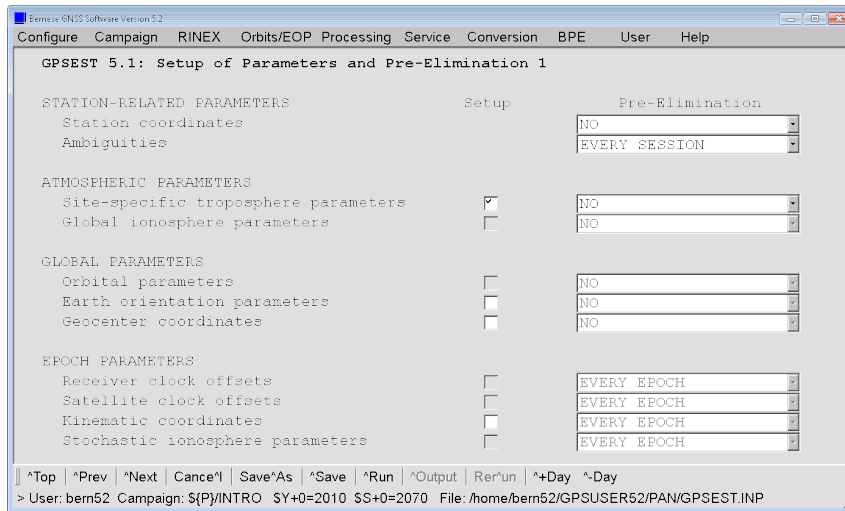 Bernese GNSS Software Version 5.2
Configure Campaign RINEX Orbits/EOP Processing Service Conversion BPE User Help
GPSEST 5.1: Setup of Parameters and Pre-Elimination 1
STATION-RELATED PARAMETERS Setup Pre-Elimination
Station coordinates NO
Ambiguities EVERY SESSION
ATMOSPHERIC PARAMETERS
Site-specific troposphere parameters NO
Global ionosphere parameters NO
GLOBAL PARAMETERS
Orbital parameters NO
Earth orientation parameters NO
Geocenter coordinates NO
EPOCH PARAMETERS
Receiver clock offsets EVERY EPOCH
Satellite clock offsets EVERY EPOCH
Kinematic coordinates EVERY EPOCH
Stochastic ionosphere parameters EVERY EPOCH
^Top | ^Prev | ^Next | Cance^l | Save^As | ^Save | ^Run | ^Output | Rer^un | ^+Day ^-Day
> User: bern52 Campaign: ${P}/INTRO $Y+0=2010 $S+0=2070 File: /home/bern52/GPSUSER52/PAN/GPSEST.INP